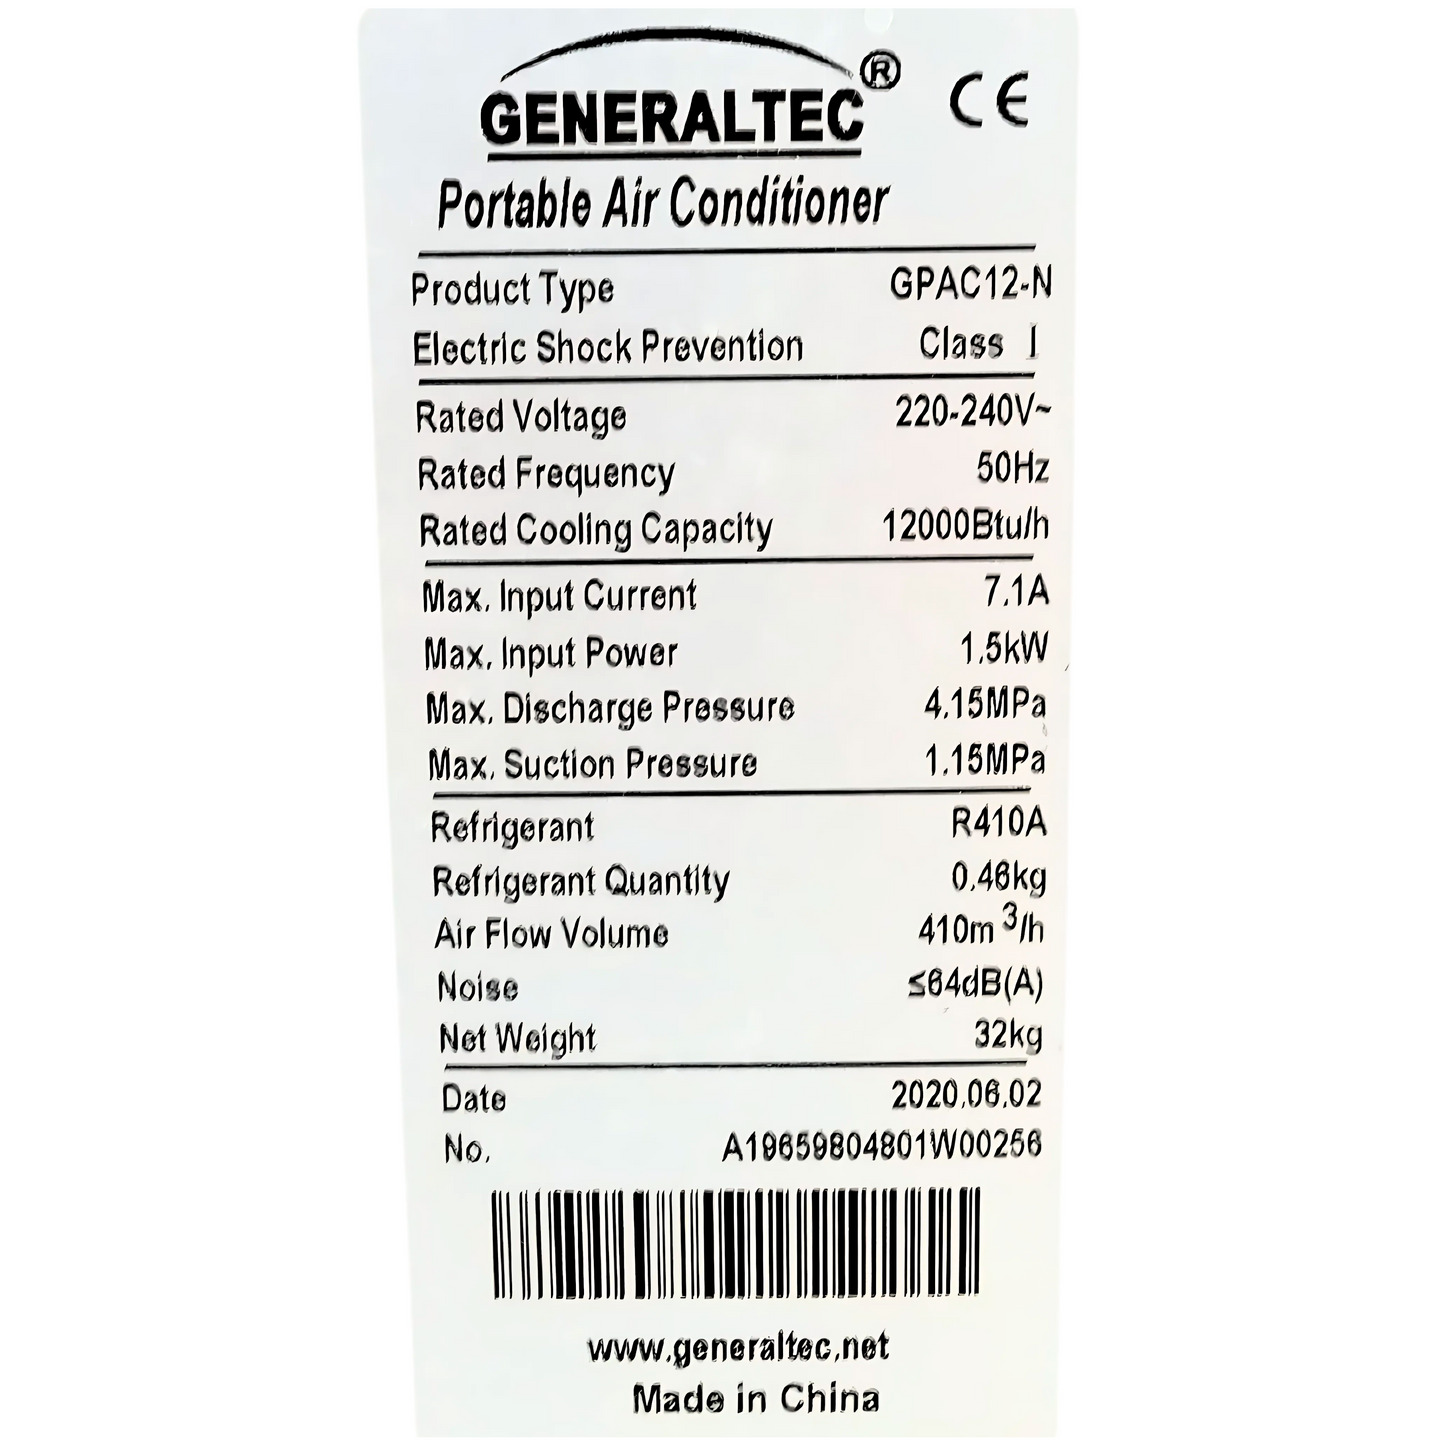 GENERALTEC® CE
Portable Air Conditioner
Product Type GPAC12-N
Electric Shock Prevention Class I
Rated Voltage 220-240V~
Rated Frequency 50Hz
Rated Cooling Capacity 12000Btu/h
Max. Input Current 7.1A
Max. Input Power 1.5kW
Max. Discharge Pressure 4.15MPa
Max. Suction Pressure 1.15MPa
Refrigerant R410A
Refrigerant Quantity 0.46kg
Air Flow Volume 410m³/h
Noise ≤64dB(A)
Net Weight 32kg
Date 2020.06.02
No. A19659804801W00256
www.generaltec.net
Made in China